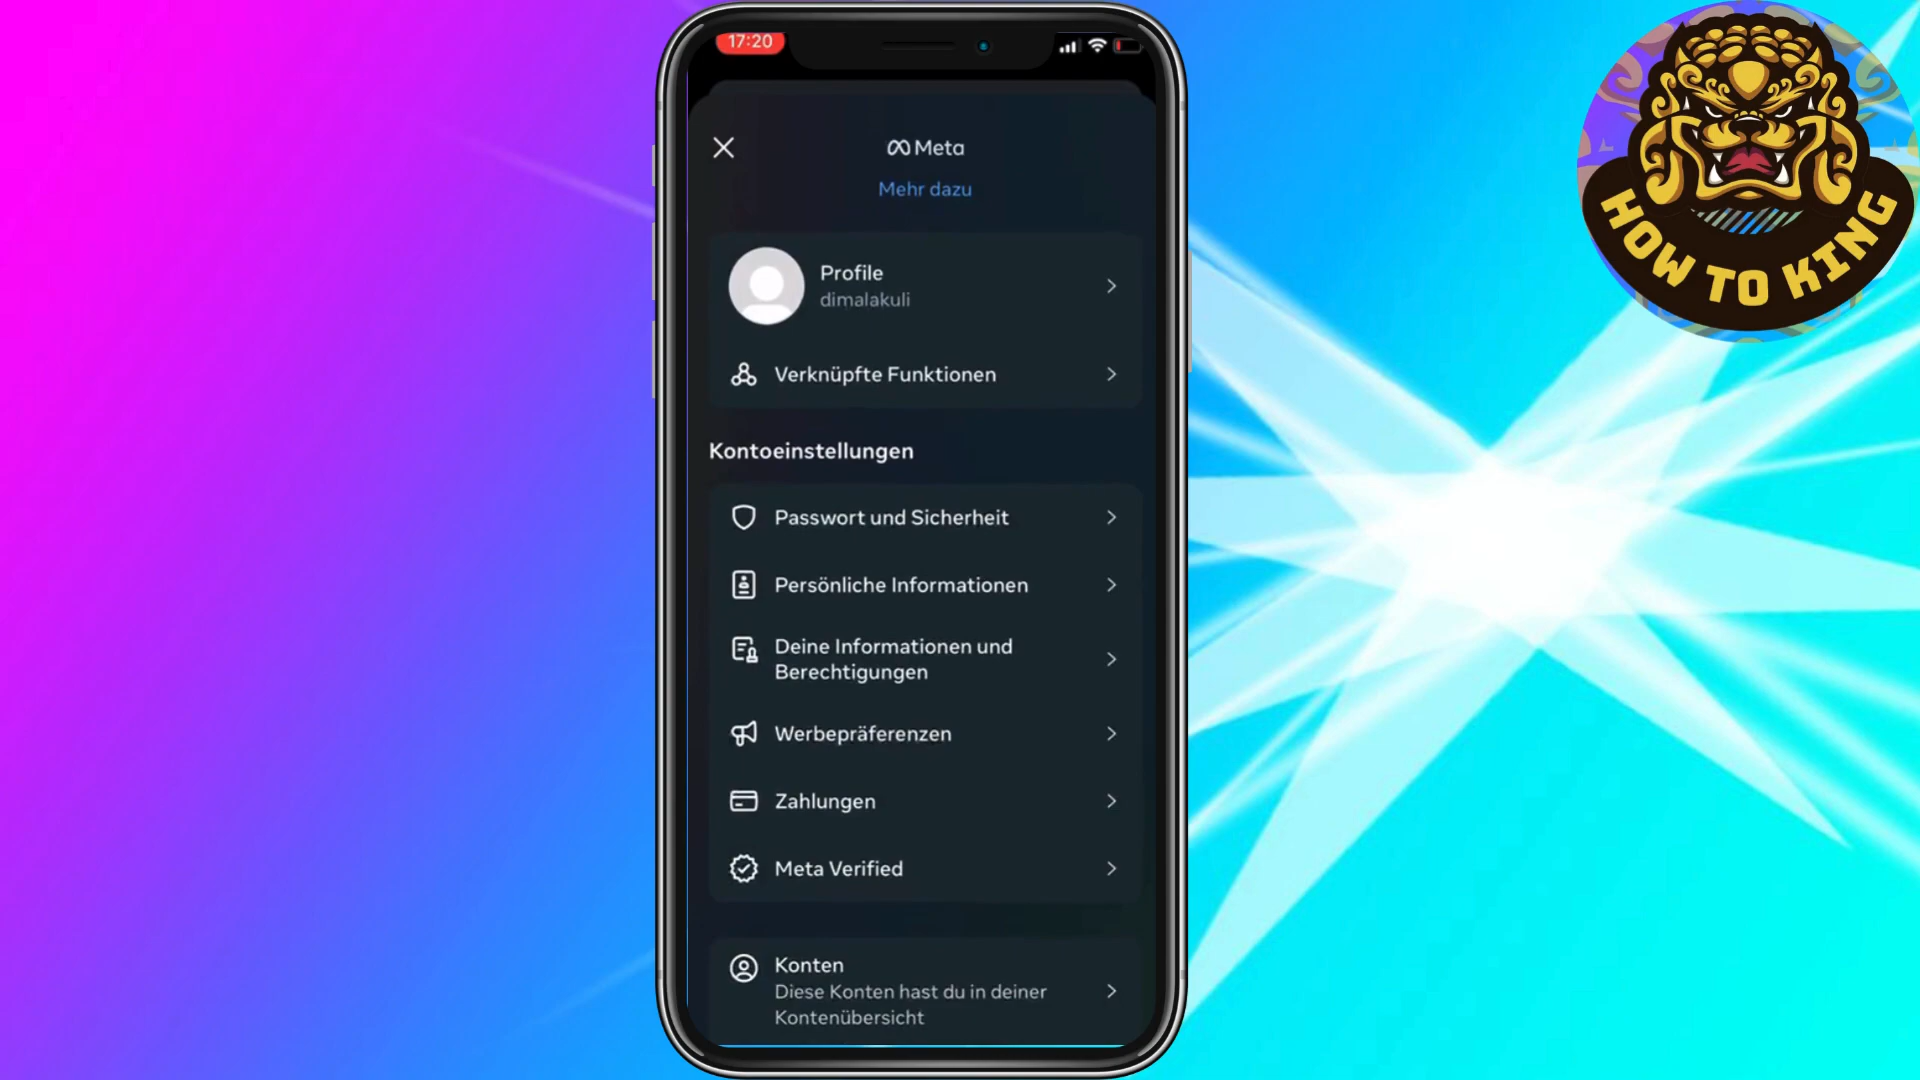 17:20
Meta
Mehr dazu
Profile
dimalakuli
Verknüpfte Funktionen
Kontoeinstellungen
Passwort und Sicherheit
Persönliche Informationen
Deine Informationen und
Berechtigungen
Werbepräferenzen
Zahlungen
Meta Verified
Konten
Diese Konten hast du in deiner
Kontenübersicht
HOW TO KING